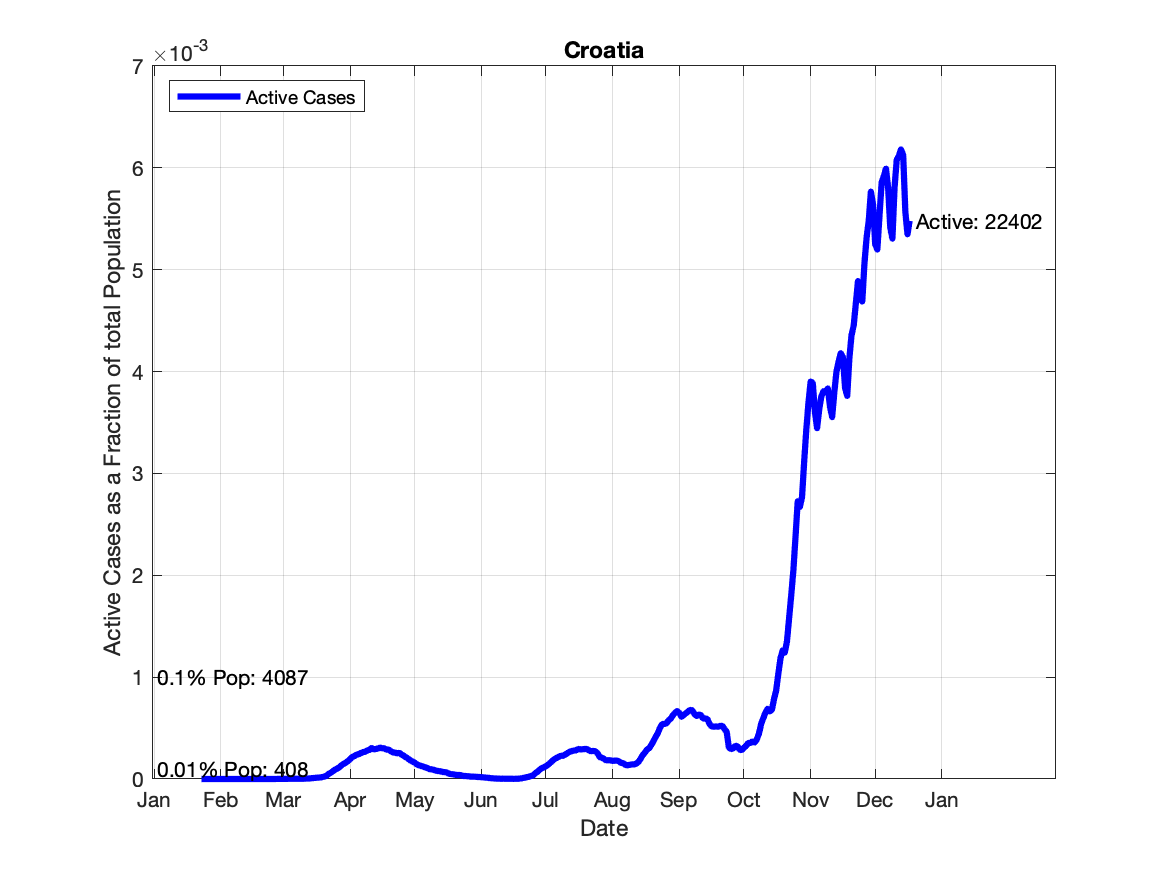 Croatia
×10-3
Active Cases
7
6
5
4
3
2
1
0
Active Cases as a Fraction of total Population
Active: 22402
0.1% Pop: 4087
0.01% Pop: 408
Jan Feb Mar Apr May Jun Jul Aug Sep Oct Nov Dec Jan
Date